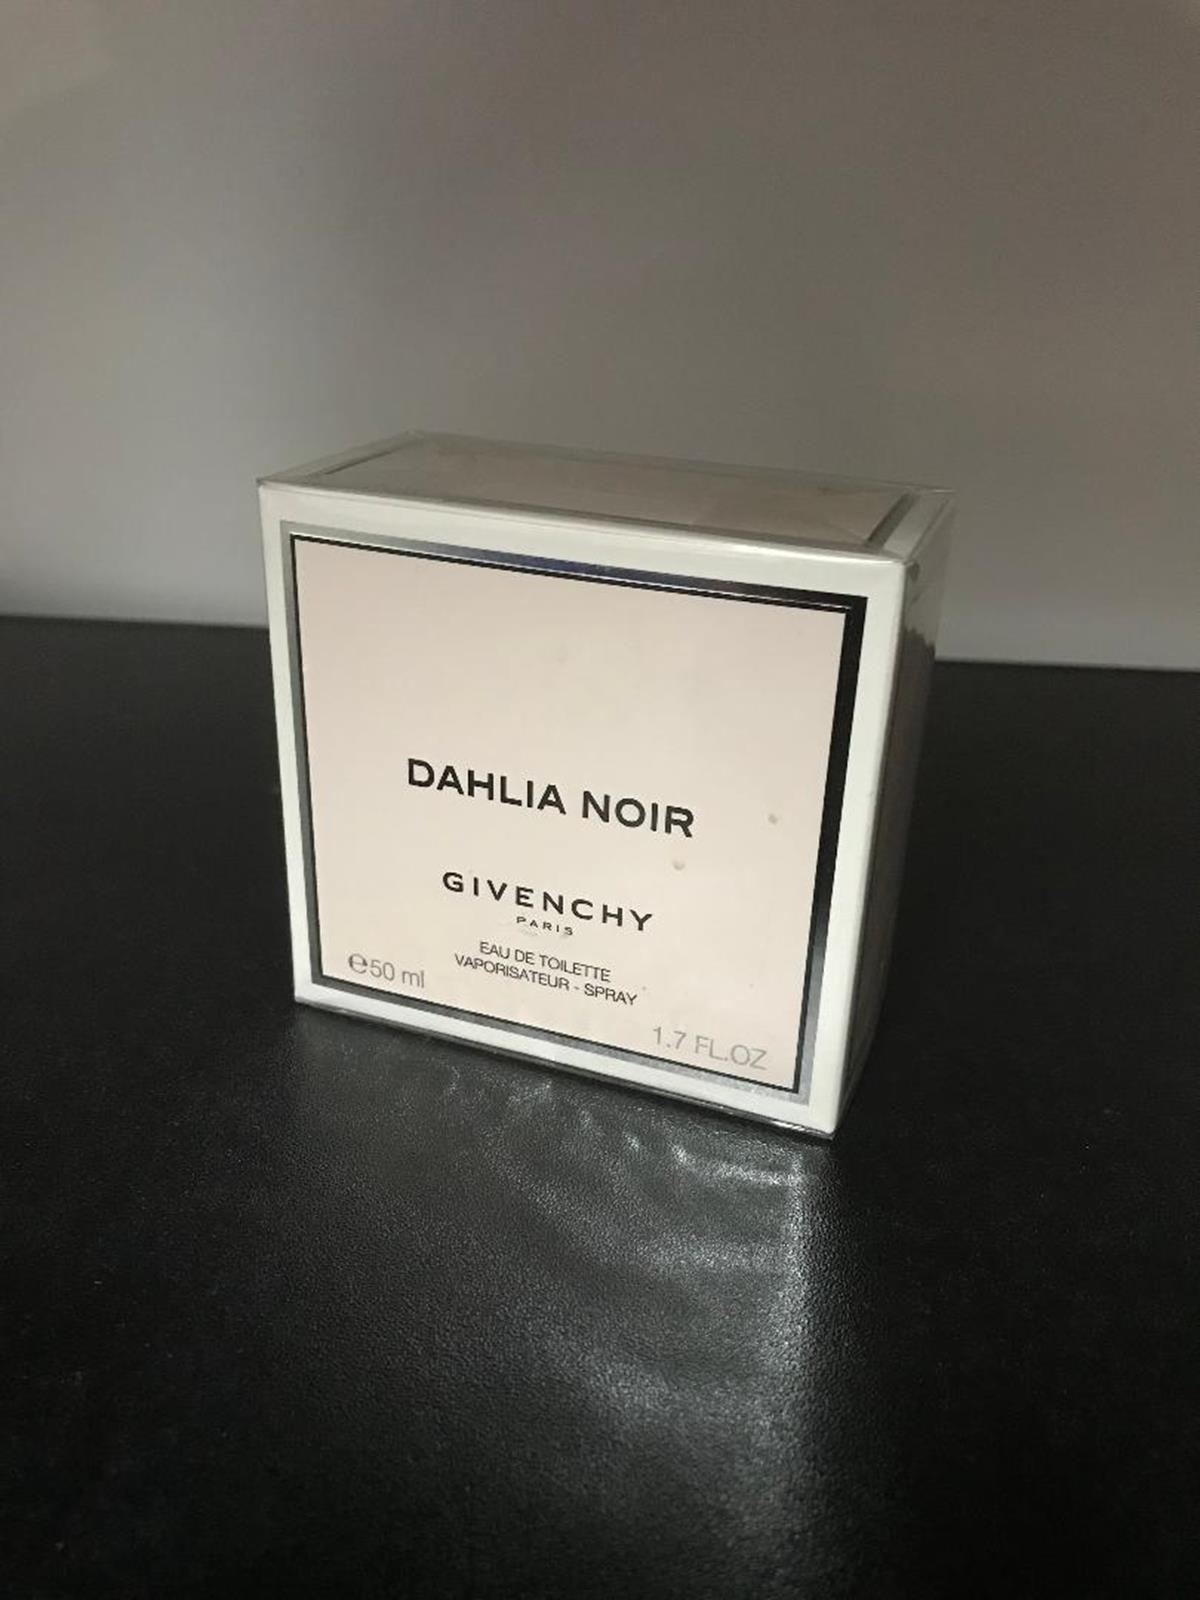 DAHLIA NOIR
GIVENCHY
PARIS
EAU DE TOILETTE
VAPORISATEUR - SPRAY
℮50 ml
1.7 FL.OZ